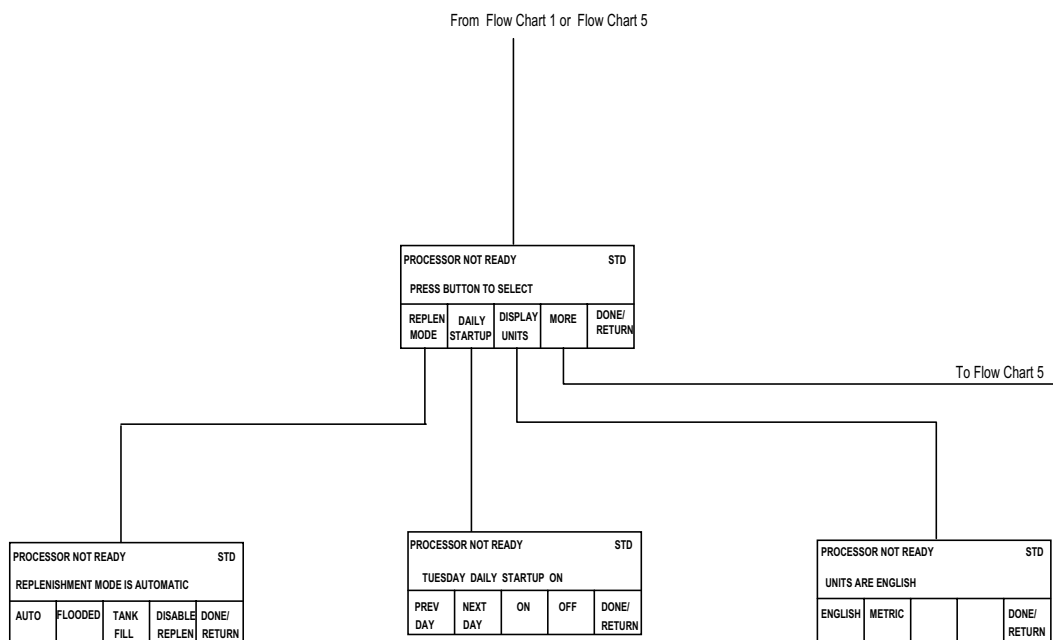 From Flow Chart 1 or Flow Chart 5
PROCESSOR NOT READY STD
PRESS BUTTON TO SELECT
REPLEN MODE
DAILY STARTUP
DISPLAY UNITS
MORE
DONE/ RETURN
To Flow Chart 5
PROCESSOR NOT READY STD
REPLENISHMENT MODE IS AUTOMATIC
AUTO
FLOODED
TANK FILL
DISABLE REPLEN
DONE/ RETURN
PROCESSOR NOT READY STD
TUESDAY DAILY STARTUP ON
PREV DAY
NEXT DAY
ON
OFF
DONE/ RETURN
PROCESSOR NOT READY STD
UNITS ARE ENGLISH
ENGLISH
METRIC
DONE/ RETURN